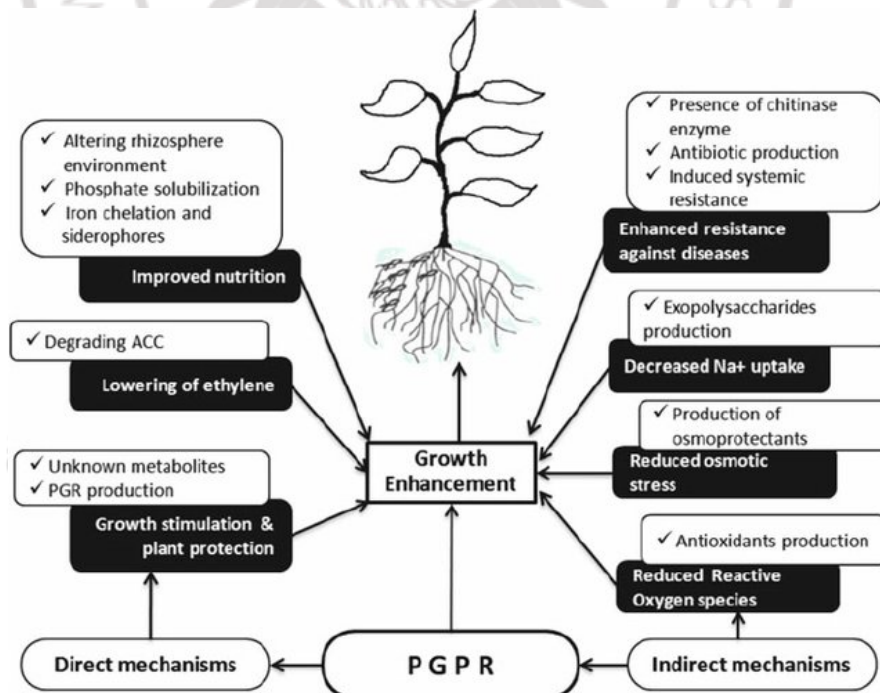 ✓ Altering rhizosphere
environment
✓ Phosphate solubilization
✓ Iron chelation and
siderophores
Improved nutrition
✓ Degrading ACC
Lowering of ethylene
✓ Unknown metabolites
✓ PGR production
Growth stimulation &
plant protection
Direct mechanisms
✓ Presence of chitinase
enzyme
✓ Antibiotic production
✓ Induced systemic
resistance
Enhanced resistance
against diseases
✓ Exopolysaccharides
production
Decreased Na+ uptake
✓ Production of
osmoprotectants
Reduced osmotic
stress
✓ Antioxidants production
Reduced Reactive
Oxygen species
Indirect mechanisms
Growth
Enhancement
P G P R